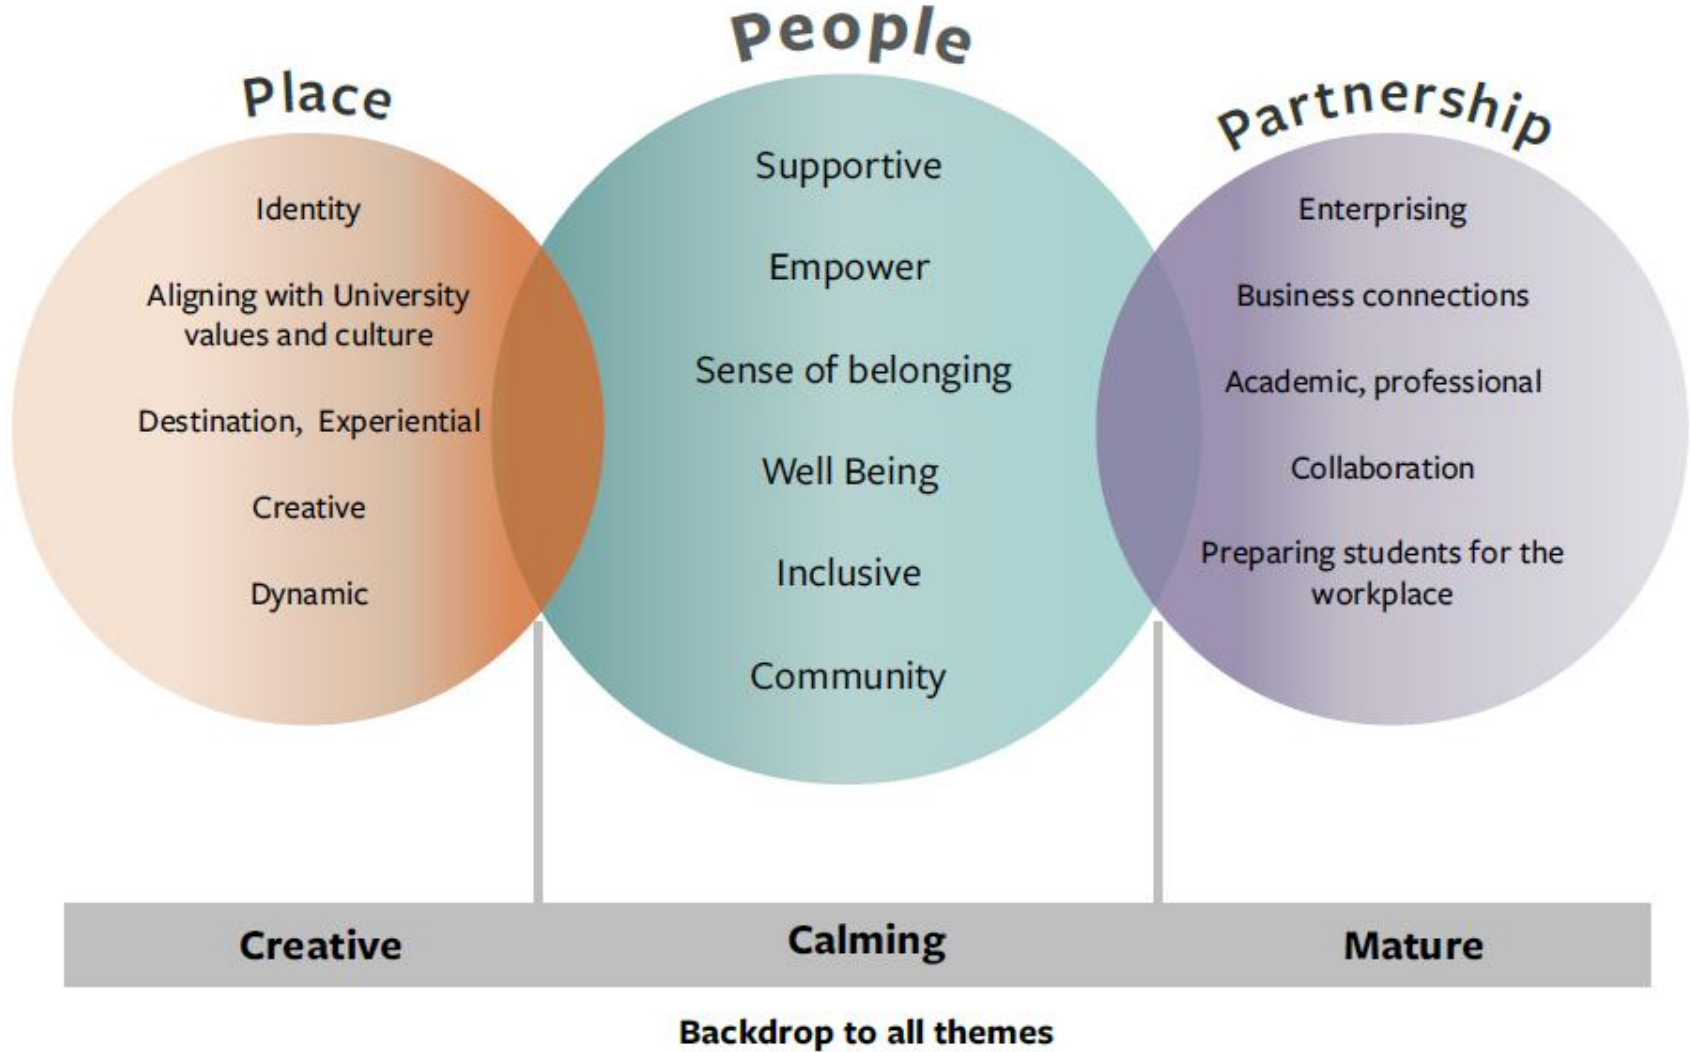 Place
Identity
Aligning with University
values and culture
Destination, Experiential
Creative
Dynamic
People
Supportive
Empower
Sense of belonging
Well Being
Inclusive
Community
Partnership
Enterprising
Business connections
Academic, professional
Collaboration
Preparing students for the
workplace
Creative
Calming
Mature
Backdrop to all themes